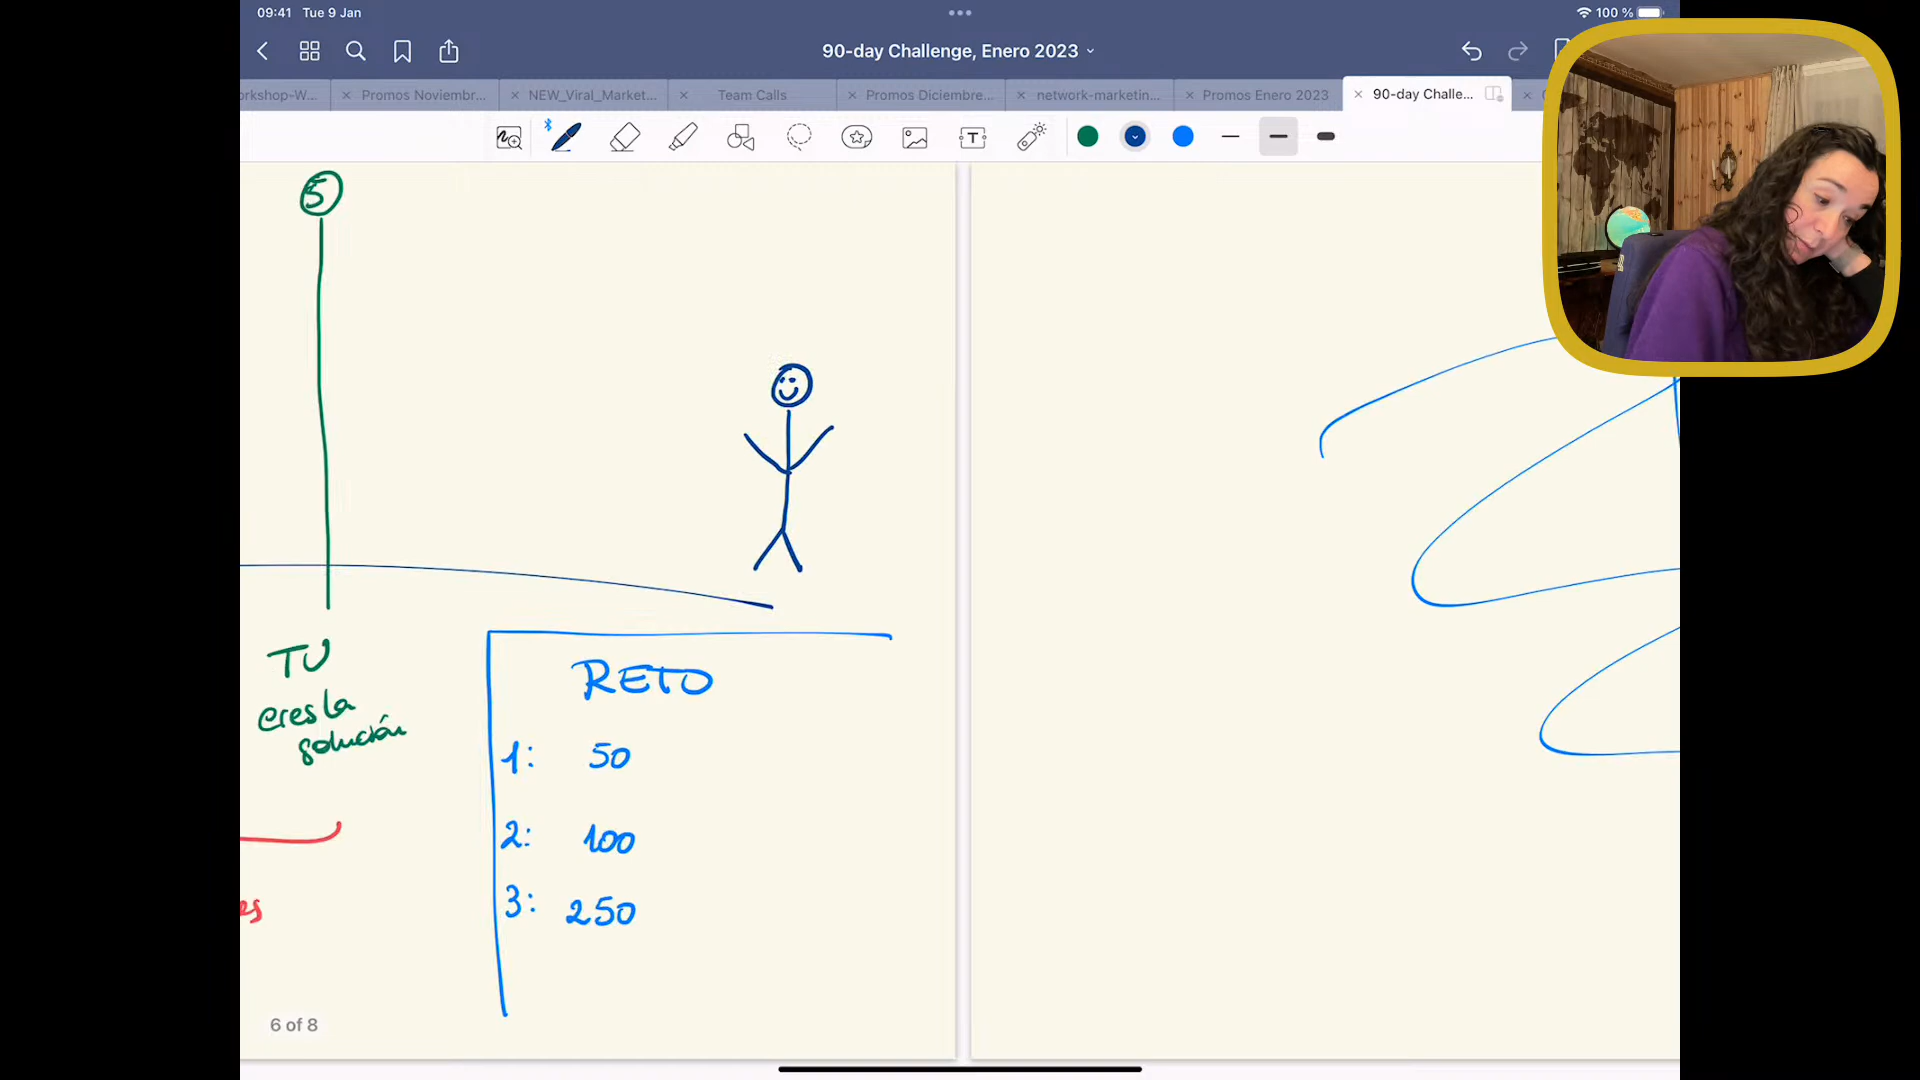 09:41 Tue 9 Jan
100 %
90-day Challenge, Enero 2023
orkshop-W... Promos Noviembr... NEW_Viral_Market... Team Calls Promos Diciembre... network-marketin... Promos Enero 2023 90-day Challe...
5
TU
eres la
solución
es
RETO
1: 50
2: 100
3: 250
6 of 8